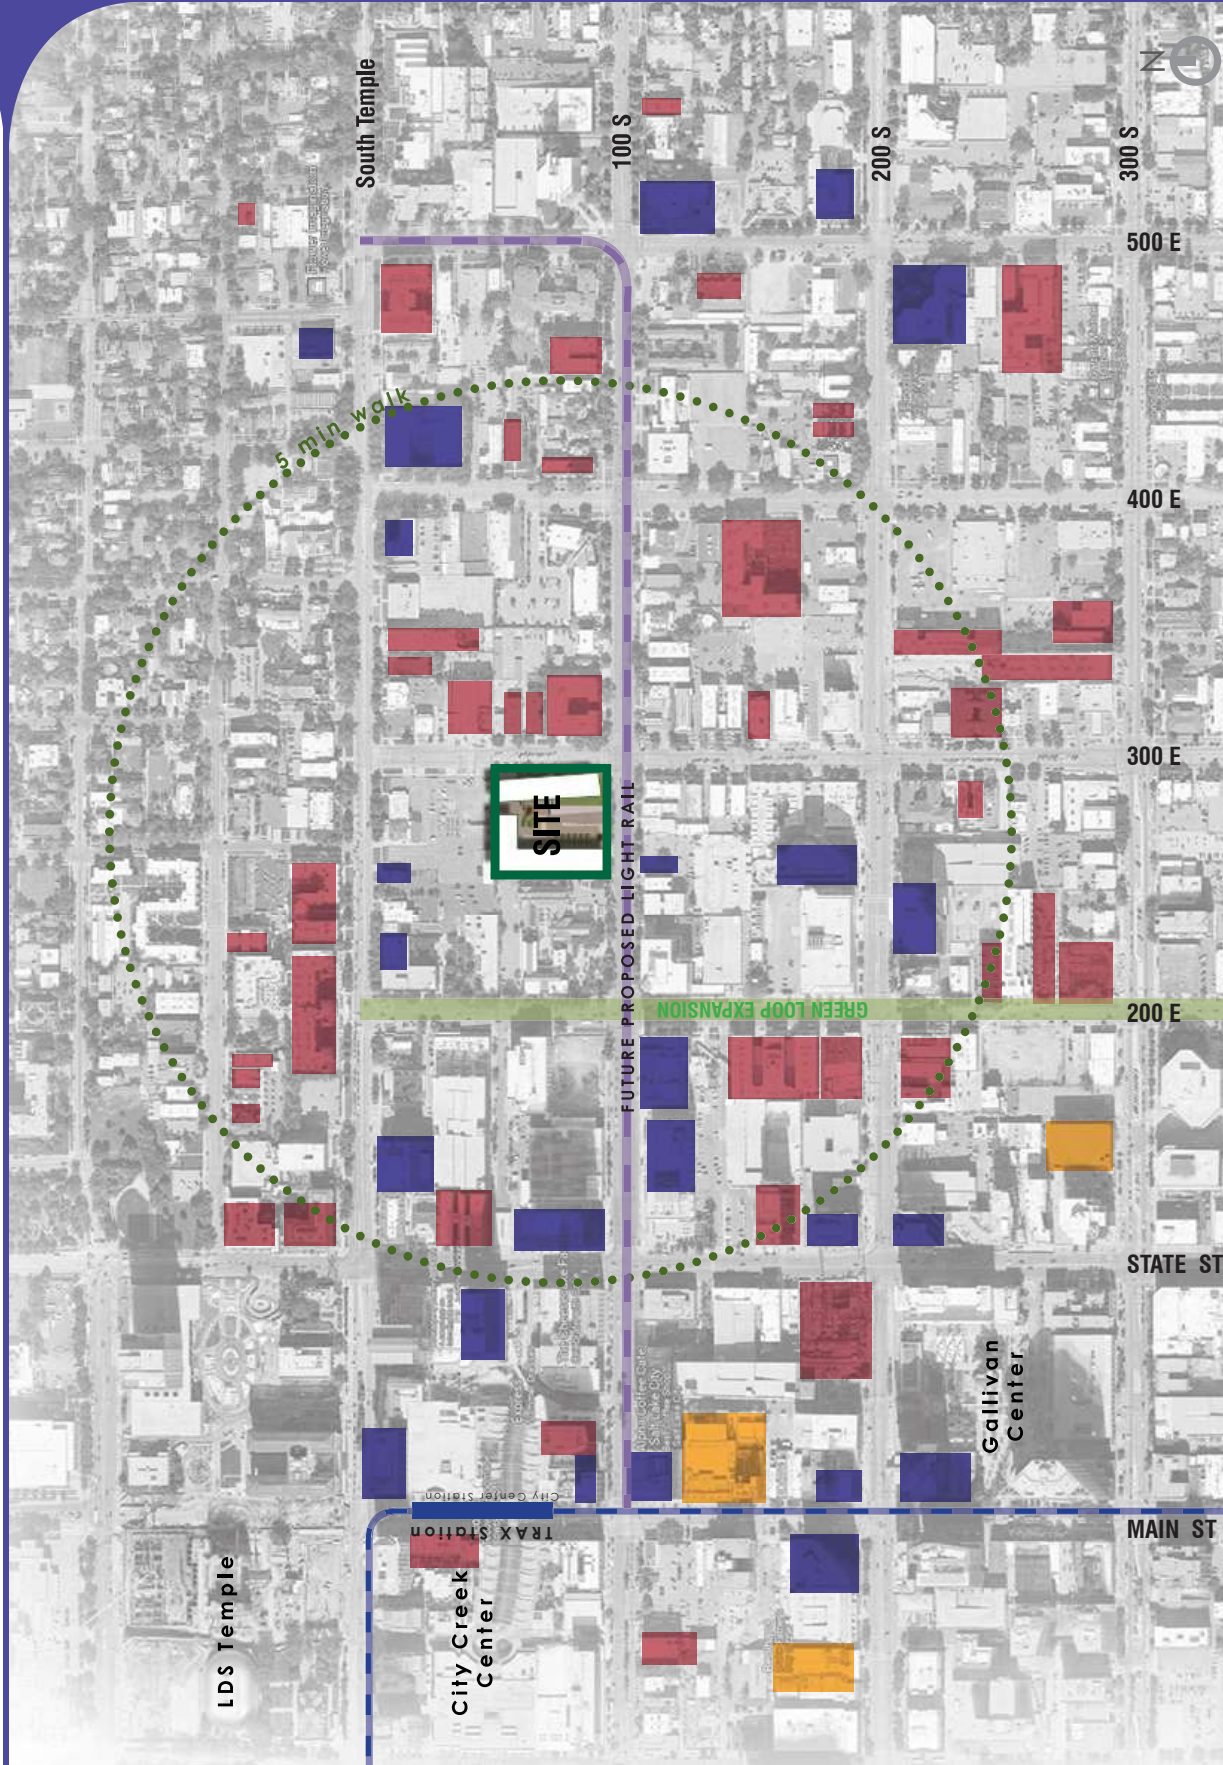 N
South Temple
100 S
200 S
300 S
500 E
5 min walk
400 E
300 E
SITE
FUTURE PROPOSED LIGHT RAIL
GREEN LOOP EXPANSION
200 E
STATE ST
Gallivan
Center
City Center Station
TRAX Station
MAIN ST
LDS Temple
City Creek
Center